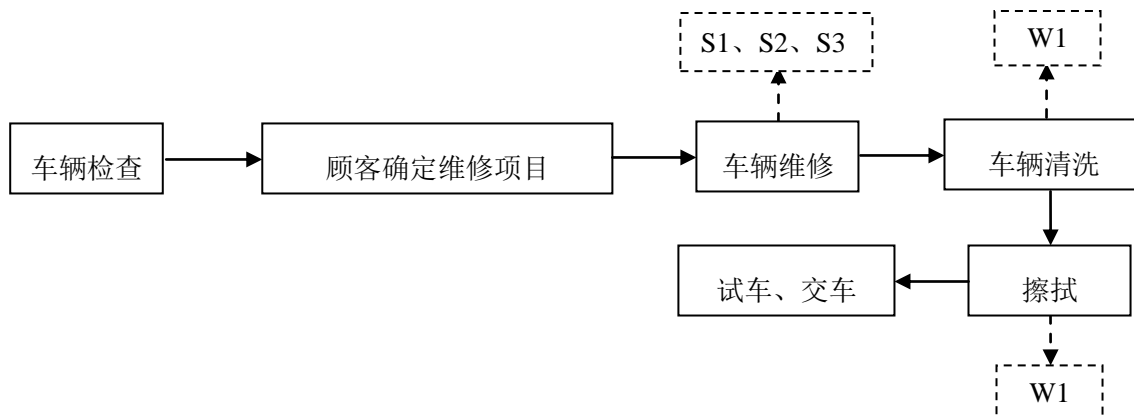 S1、S2、S3
W1
车辆检查
顾客确定维修项目
车辆维修
车辆清洗
试车、交车
擦拭
W1